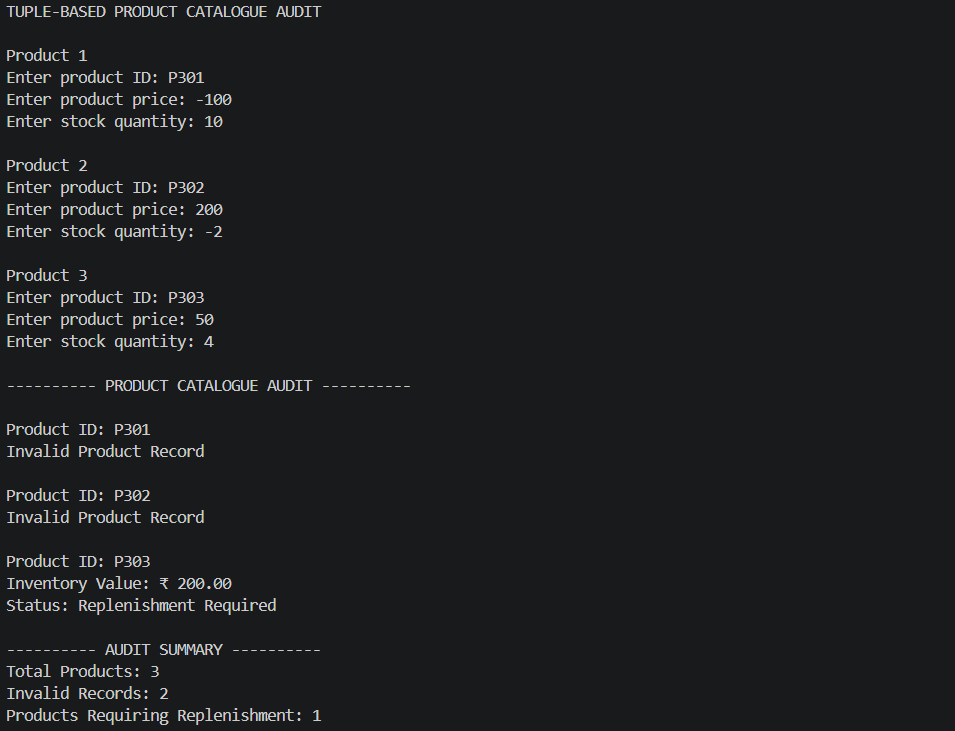 TUPLE-BASED PRODUCT CATALOGUE AUDIT
Product 1
Enter product ID: P301
Enter product price: -100
Enter stock quantity: 10
Product 2
Enter product ID: P302
Enter product price: 200
Enter stock quantity: -2
Product 3
Enter product ID: P303
Enter product price: 50
Enter stock quantity: 4
---------- PRODUCT CATALOGUE AUDIT ----------
Product ID: P301
Invalid Product Record
Product ID: P302
Invalid Product Record
Product ID: P303
Inventory Value: ₹ 200.00
Status: Replenishment Required
---------- AUDIT SUMMARY ----------
Total Products: 3
Invalid Records: 2
Products Requiring Replenishment: 1